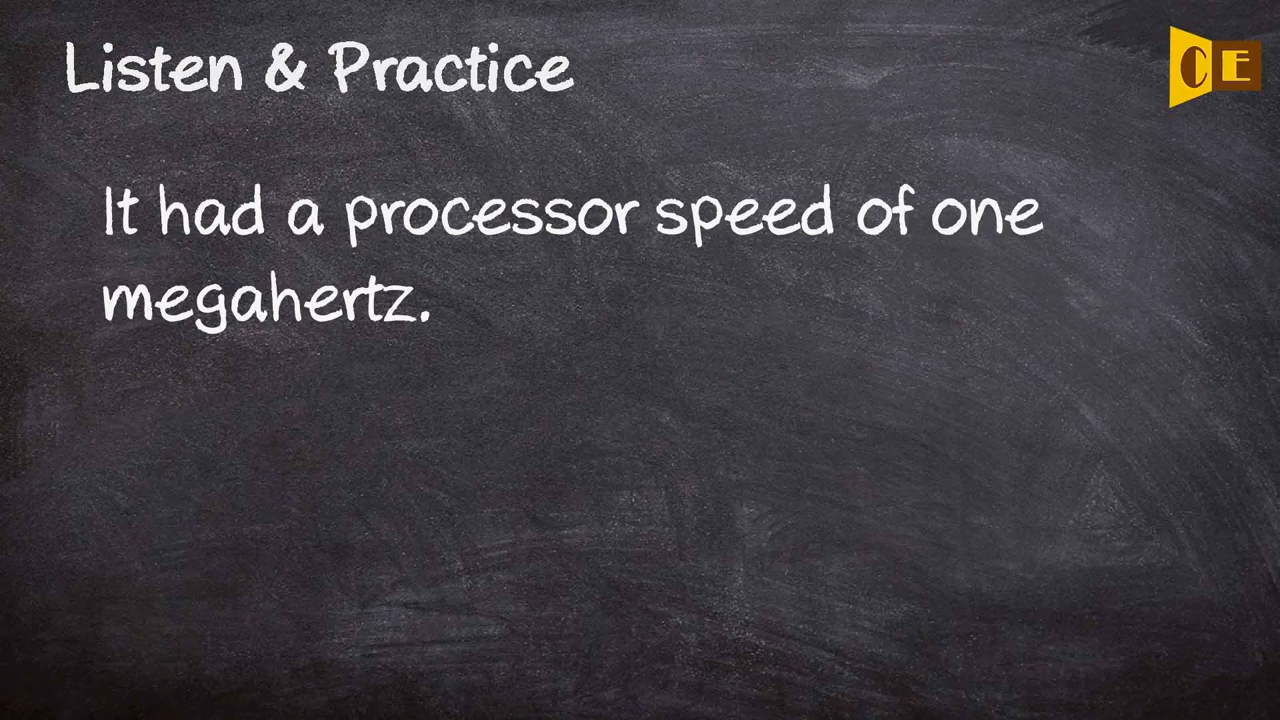 Listen & Practice
CE
It had a processor speed of one
megahertz.